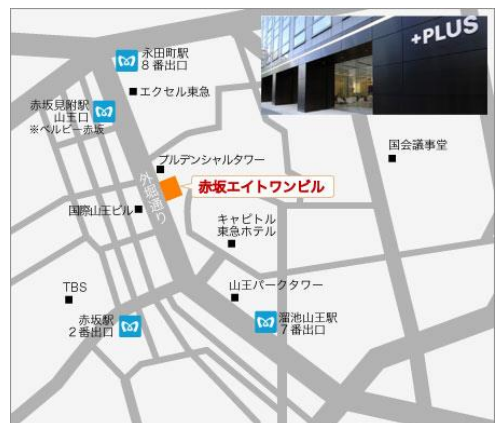 +PLUS
永田町駅
8番出口
エクセル東急
赤坂見附駅
山王口
※ベルビー赤坂
国会議事堂
プルデンシャルタワー
赤坂エイトワンビル
外堀通り
国際山王ビル
キャピトル
東急ホテル
TBS
山王パークタワー
赤坂駅
2番出口
溜池山王駅
7番出口